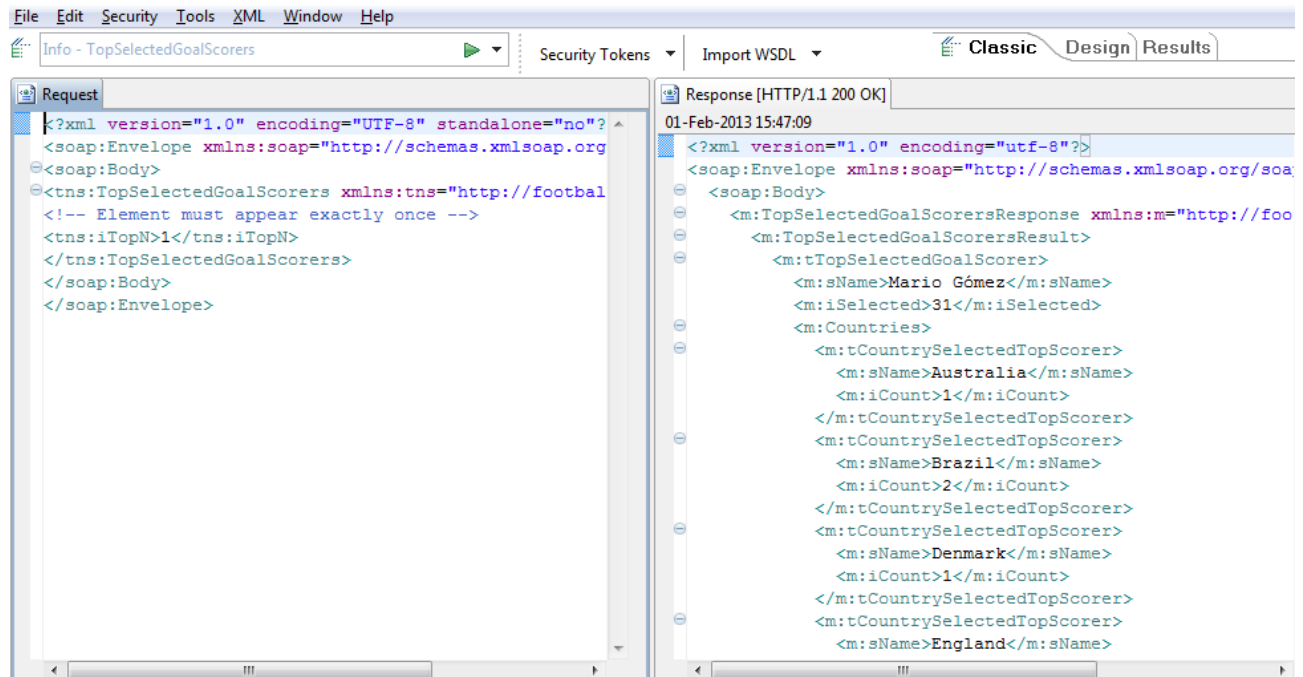 File Edit Security Tools XML Window Help
Info - TopSelectedGoalScorers Security Tokens Import WSDL Classic Design Results
Request
<?xml version="1.0" encoding="UTF-8" standalone="no"?
<soap:Envelope xmlns:soap="http://schemas.xmlsoap.org
<soap:Body>
<tns:TopSelectedGoalScorers xmlns:tns="http://footbal
<!-- Element must appear exactly once -->
<tns:iTopN>1</tns:iTopN>
</tns:TopSelectedGoalScorers>
</soap:Body>
</soap:Envelope>
Response [HTTP/1.1 200 OK]
01-Feb-2013 15:47:09
<?xml version="1.0" encoding="utf-8"?>
<soap:Envelope xmlns:soap="http://schemas.xmlsoap.org/soa
<soap:Body>
<m:TopSelectedGoalScorersResponse xmlns:m="http://foo
<m:TopSelectedGoalScorersResult>
<m:tTopSelectedGoalScorer>
<m:sName>Mario Gómez</m:sName>
<m:iSelected>31</m:iSelected>
<m:Countries>
<m:tCountrySelectedTopScorer>
<m:sName>Australia</m:sName>
<m:iCount>1</m:iCount>
</m:tCountrySelectedTopScorer>
<m:tCountrySelectedTopScorer>
<m:sName>Brazil</m:sName>
<m:iCount>2</m:iCount>
</m:tCountrySelectedTopScorer>
<m:tCountrySelectedTopScorer>
<m:sName>Denmark</m:sName>
<m:iCount>1</m:iCount>
</m:tCountrySelectedTopScorer>
<m:tCountrySelectedTopScorer>
<m:sName>England</m:sName>